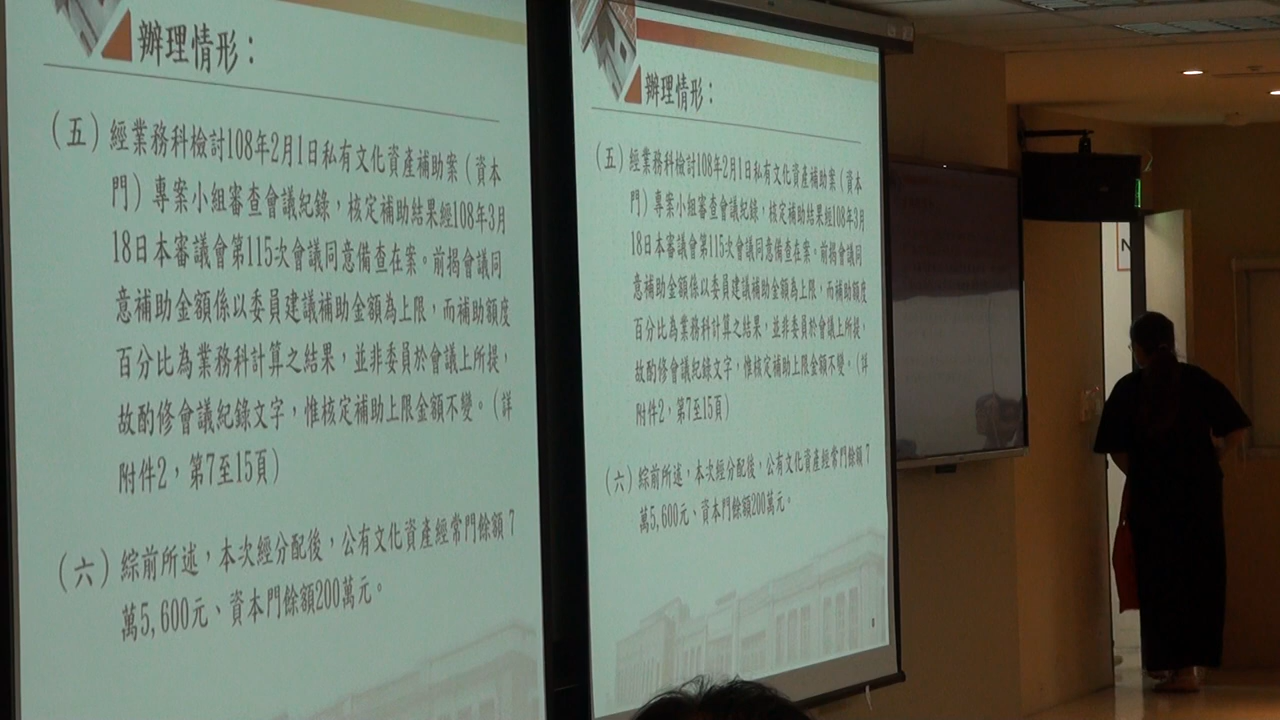 辦理情形：
（五）經業務科檢討108年2月1日私有文化資產補助案（資本
門）專案小組審查會議紀錄，核定補助結果經108年3月
18日本審議會第115次會議同意備查在案。前揭會議同
意補助金額係以委員建議補助金額為上限，而補助額度
百分比為業務科計算之結果，並非委員於會議上所提，
故酌修會議紀錄文字，惟核定補助上限金額不變。（詳
附件2，第7至15頁）
（六）綜前所述，本次經分配後，公有文化資產經常門餘額7
萬5,600元、資本門餘額200萬元。
辦理情形：
（五）經業務科檢討108年2月1日私有文化資產補助案（資本
門）專案小組審查會議紀錄，核定補助結果經108年3月
18日本審議會第115次會議同意備查在案。前揭會議同
意補助金額係以委員建議補助金額為上限，而補助額度
百分比為業務科計算之結果，並非委員於會議上所提，
故酌修會議紀錄文字，惟核定補助上限金額不變。（詳
附件2，第7至15頁）
（六）綜前所述，本次經分配後，公有文化資產經常門餘額7
萬5,600元、資本門餘額200萬元。
8